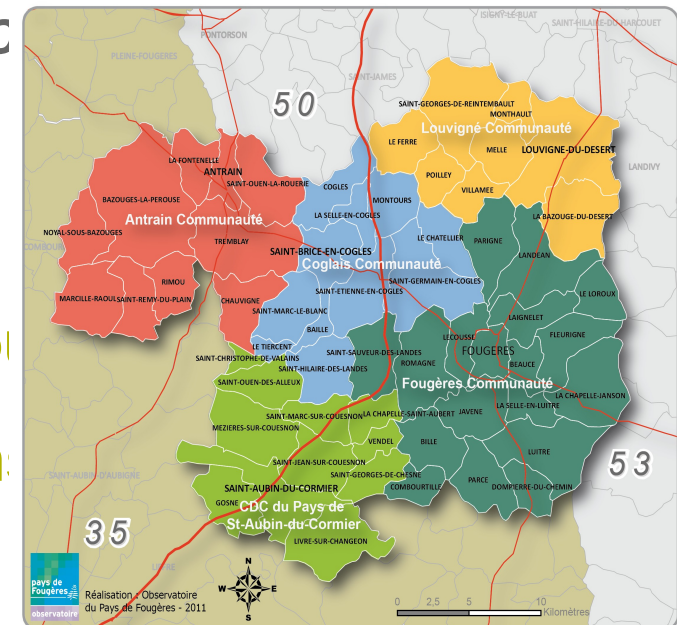 ISIGNY-LE-BUAT
SAINT-HILAIRE-DU-HARCOUET
PONTORSON
PLEINE-FOUGERES
SAINT-JAMES
50
SAINT-GEORGES-DE-REINTEMBAULT
MONTHAULT
Louvigné Communauté
LE FERRE
MELLE
LOUVIGNE-DU-DESERT
LANDIVY
POILLEY
VILLAMEE
LA BAZOUGE-DU-DESERT
LA FONTENELLE
ANTRAIN
SAINT-OUEN-LA-ROUERIE
BAZOUGES-LA-PEROUSE
Antrain Communauté
NOYAL-SOUS-BAZOUGES
TREMBLAY
RIMOU
MARCILLE-RAOUL
SAINT-REMY-DU-PLAIN
CHAUVIGNE
COGLES
MONTOURS
LA SELLE-EN-COGLES
LE CHATELLIER
SAINT-BRICE-EN-COGLES
Coglais Communauté
SAINT-GERMAIN-EN-COGLES
SAINT-ETIENNE-EN-COGLES
SAINT-MARC-LE-BLANC
BAILLE
LE TIERCENT
SAINT-HILAIRE-DES-LANDES
PARIGNE
LANDEAN
LE LOROUX
LAIGNELET
FLEURIGNE
LECOUSSE
FOUGERES
BEAUCE
SAINT-SAUVEUR-DES-LANDES
ROMAGNE
Fougères Communauté
LA CHAPELLE-JANSON
LA SELLE-EN-LUITRE
JAVENE
BILLE
LUITRE
PARCE
DOMPIERRE-DU-CHEMIN
COMBOURTILLE
SAINT-CHRISTOPHE-DE-VALAINS
SAINT-OUEN-DES-ALLEUX
SAINT-MARC-SUR-COUESNON
LA CHAPELLE-SAINT-AUBERT
MEZIERES-SUR-COUESNON
VENDEL
SAINT-JEAN-SUR-COUESNON
SAINT-GEORGES-DE-CHESNE
SAINT-AUBIN-DU-CORMIER
GOSNE
CDC du Pays de
St-Aubin-du-Cormier
LIVRE-SUR-CHANGEON
SAINT-AUBIN-D'AUBIGNE
53
35
pays de
Fougères
observatoire
Réalisation : Observatoire
du Pays de Fougères - 2011
N
W E
S
0 2,5 5 10
Kilomètres